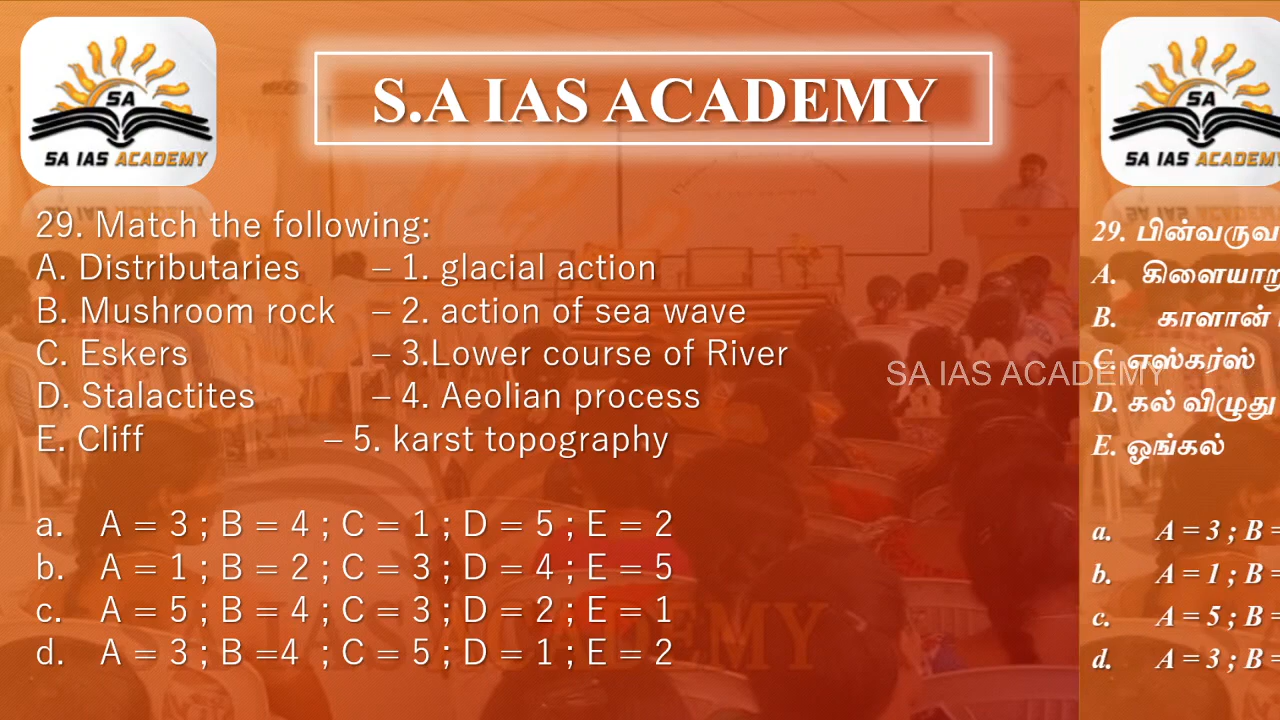 SA
SA IAS ACADEMY
S.A IAS ACADEMY
29. Match the following:
A. Distributaries – 1. glacial action
B. Mushroom rock – 2. action of sea wave
C. Eskers – 3.Lower course of River
D. Stalactites – 4. Aeolian process
E. Cliff – 5. karst topography
a. A = 3 ; B = 4 ; C = 1 ; D = 5 ; E = 2
b. A = 1 ; B = 2 ; C = 3 ; D = 4 ; E = 5
c. A = 5 ; B = 4 ; C = 3 ; D = 2 ; E = 1
d. A = 3 ; B =4 ; C = 5 ; D = 1 ; E = 2
SA IAS ACADEMY
IAS ACADEMY
SA
SA IAS ACADEMY
29. பின்வருவ
A. கிளையாறு
B. காளான்
C. எஸ்கர்ஸ்
D. கல் விழுது
E. ஓங்கல்
a. A = 3 ; B =
b. A = 1 ; B =
c. A = 5 ; B =
d. A = 3 ; B =